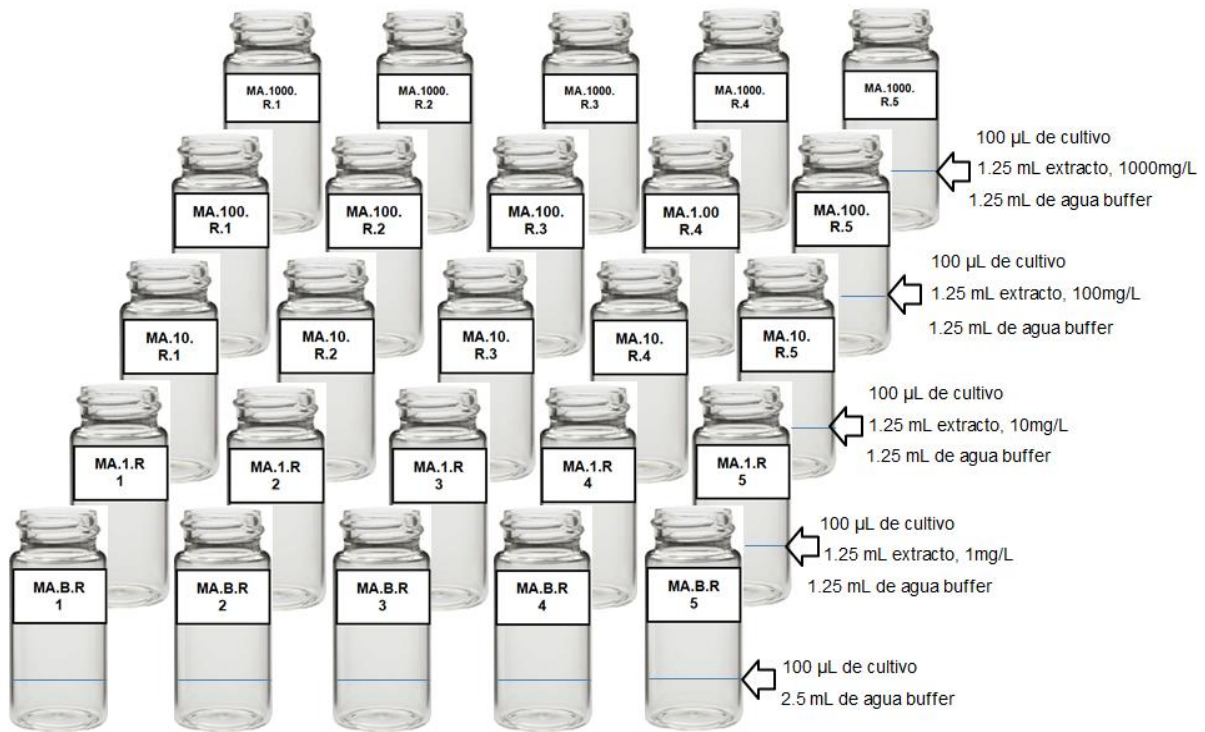 MA.1000.
R.1
MA.1000.
R.2
MA.1000.
R.3
MA.1000.
R.4
MA.1000.
R.5
100 µL de cultivo
1.25 mL extracto, 1000mg/L
1.25 mL de agua buffer
MA.100.
R.1
MA.100.
R.2
MA.100.
R.3
MA.1.00
R.4
MA.100.
R.5
100 µL de cultivo
1.25 mL extracto, 100mg/L
1.25 mL de agua buffer
MA.10.
R.1
MA.10.
R.2
MA.10.
R.3
MA.10.
R.4
MA.10.
R.5
100 µL de cultivo
1.25 mL extracto, 10mg/L
1.25 mL de agua buffer
MA.1.R
1
MA.1.R
2
MA.1.R
3
MA.1.R
4
MA.1.R
5
100 µL de cultivo
1.25 mL extracto, 1mg/L
1.25 mL de agua buffer
MA.B.R
1
MA.B.R
2
MA.B.R
3
MA.B.R
4
MA.B.R
5
100 µL de cultivo
2.5 mL de agua buffer